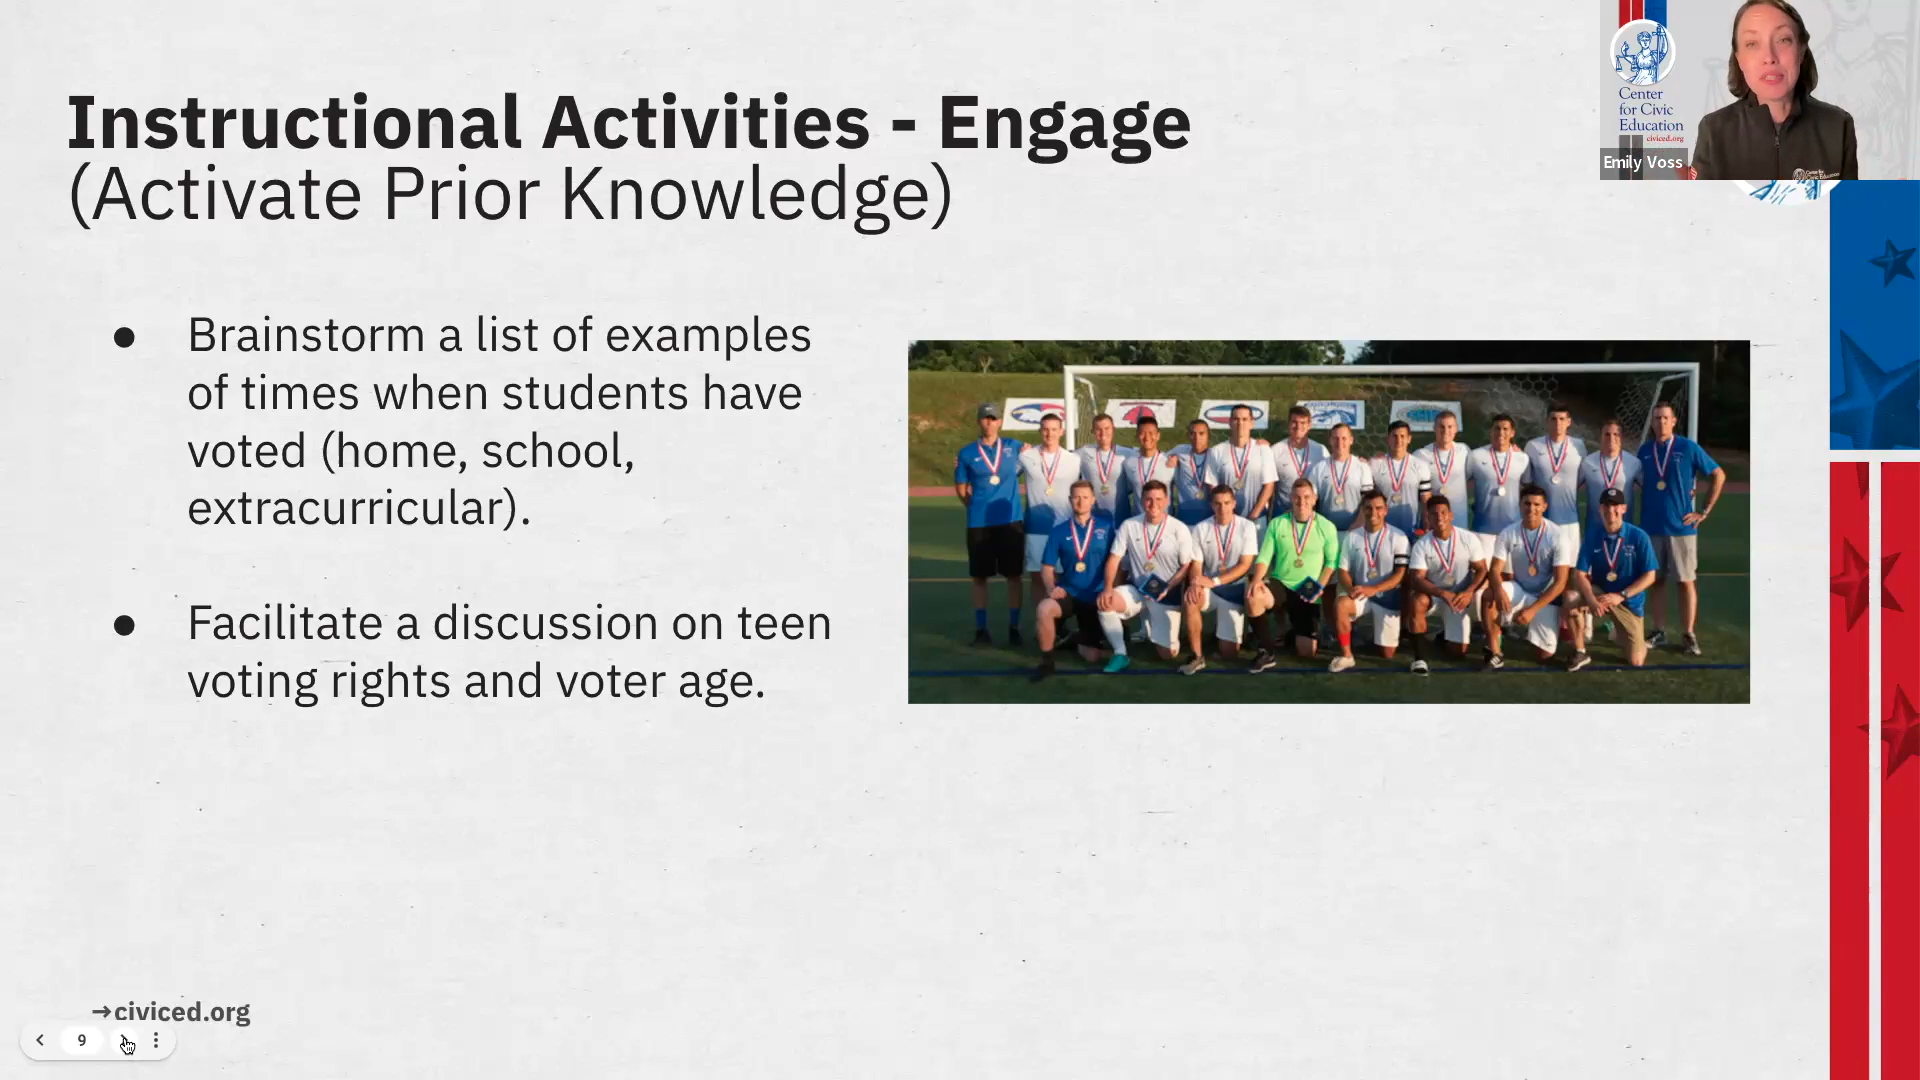 Instructional Activities - Engage
(Activate Prior Knowledge)
● Brainstorm a list of examples
of times when students have
voted (home, school,
extracurricular).
● Facilitate a discussion on teen
voting rights and voter age.
→civiced.org
9
Center
for Civic
Education
civiced.org
Emily Voss